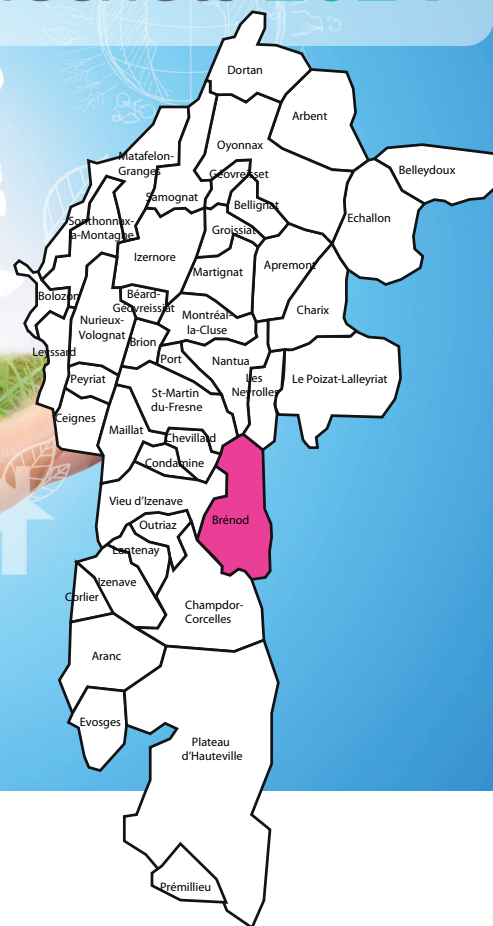 2024
Dortan
Arbent
Oyonnax
Matafelon-
Granges
Géovreisset
Belleydoux
Samognat
Bellignat
Echallon
Sonthonnax-
la-Montagne
Groissiat
Izernore
Martignat
Apremont
Bolozon
Béard-
Géovreissiat
Charix
Nurieux-
Volognat
Montréal-
la-Cluse
Brion
Leyssard
Port
Nantua
Peyriat
Les
Neyrolles
Le Poizat-Lalleyriat
St-Martin
du-Fresne
Ceignes
Maillat
Chevillard
Condamine
Vieu d'Izenave
Brénod
Outriaz
Lantenay
Izenave
Corlier
Champdor-
Corcelles
Aranc
Evosges
Plateau
d'Hauteville
Prémillieu